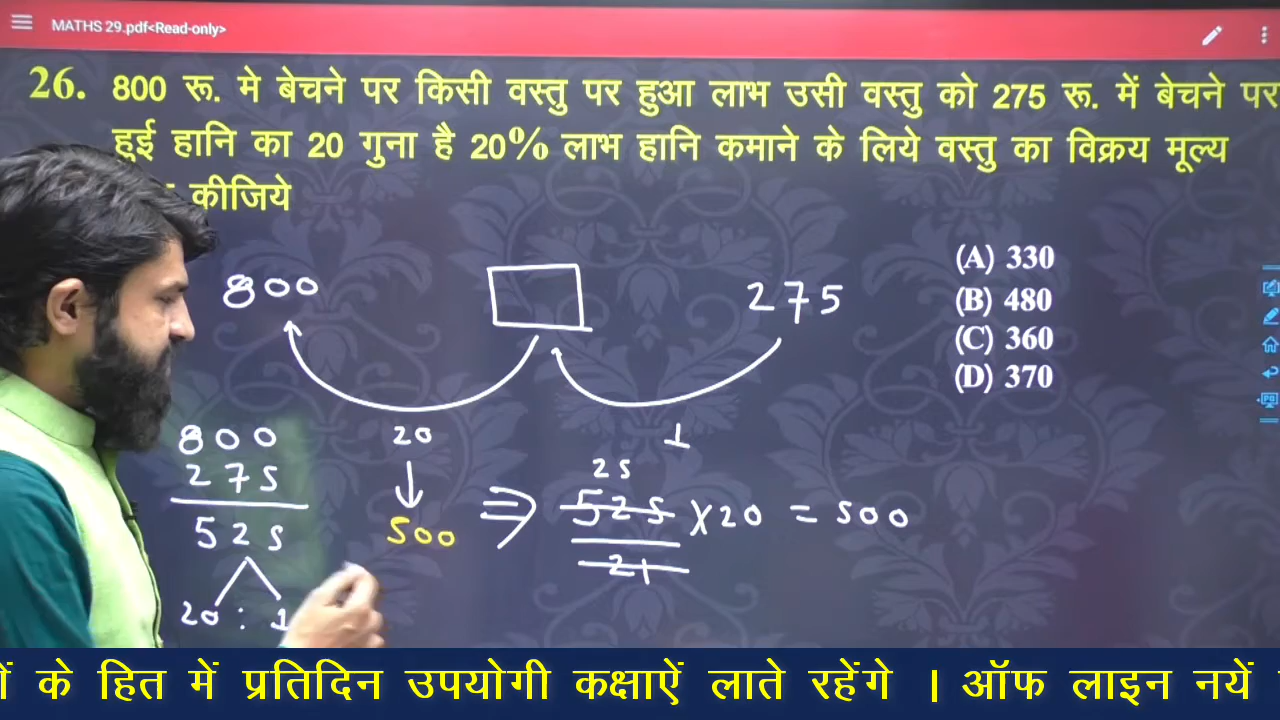 MATHS 29.pdf<Read-only>
26. 800 रू. मे बेचने पर किसी वस्तु पर हुआ लाभ उसी वस्तु को 275 रू. में बेचने पर
हुई हानि का 20 गुना है 20% लाभ हानि कमाने के लिये वस्तु का विक्रय मूल्य
कीजिये
(A) 330
(B) 480
(C) 360
(D) 370
800
275
800
275
525
20 : 1
20
500
1
25
525 × 20 = 500
21
के हित में प्रतिदिन उपयोगी कक्षाऐं लाते रहेंगे । ऑफ लाइन नयें